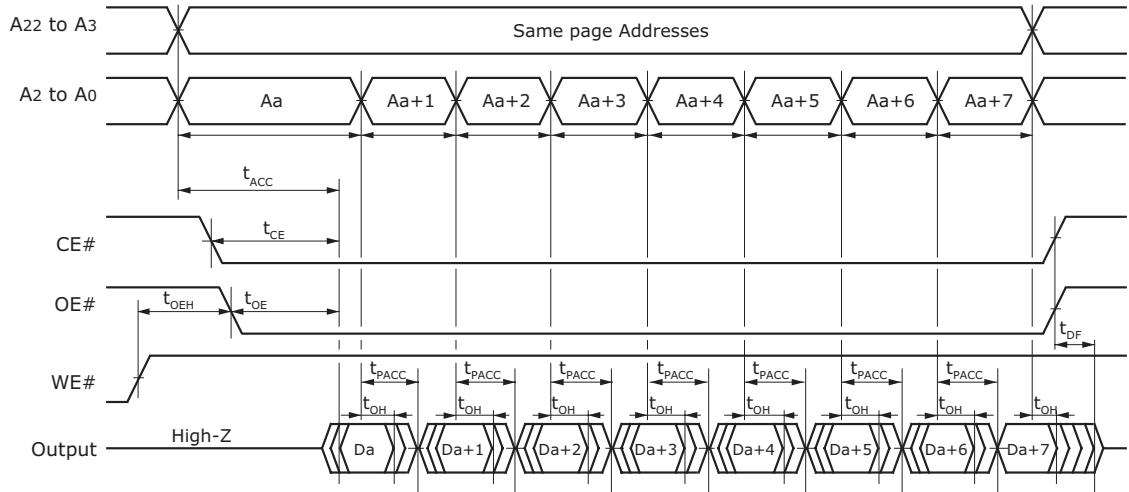 A22 to A3 Same page Addresses
A2 to A0 Aa Aa+1 Aa+2 Aa+3 Aa+4 Aa+5 Aa+6 Aa+7
tACC
CE# tCE
OE# tOEH tOE tDF
WE# tPACC tPACC tPACC tPACC tPACC tPACC tPACC
tOH tOH tOH tOH tOH tOH tOH tOH
Output High-Z Da Da+1 Da+2 Da+3 Da+4 Da+5 Da+6 Da+7